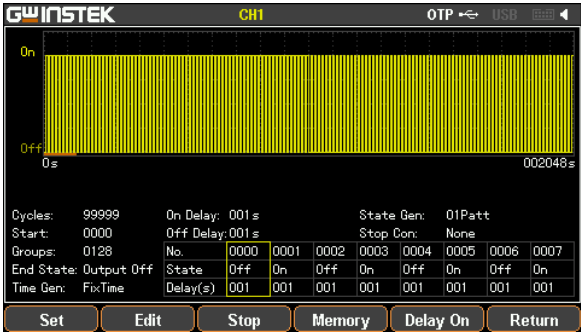 GWINSTEK CH1 OTP USB
On
Off
0s 002048s
Cycles: 99999 On Delay: 001s State Gen: 01Patt
Start: 0000 Off Delay: 001s Stop Con: None
Groups: 0128 No. 0000 0001 0002 0003 0004 0005 0006 0007
End State: Output Off State Off On Off On Off On Off On
Time Gen: FixTime Delay(s) 001 001 001 001 001 001 001 001
Set Edit Stop Memory Delay On Return